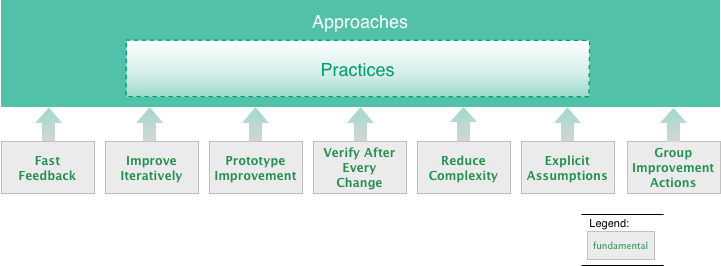 Approaches
Practices
Fast
Feedback
Improve
Iteratively
Prototype
Improvement
Verify After
Every
Change
Reduce
Complexity
Explicit
Assumptions
Group
Improvement
Actions
Legend:
fundamental